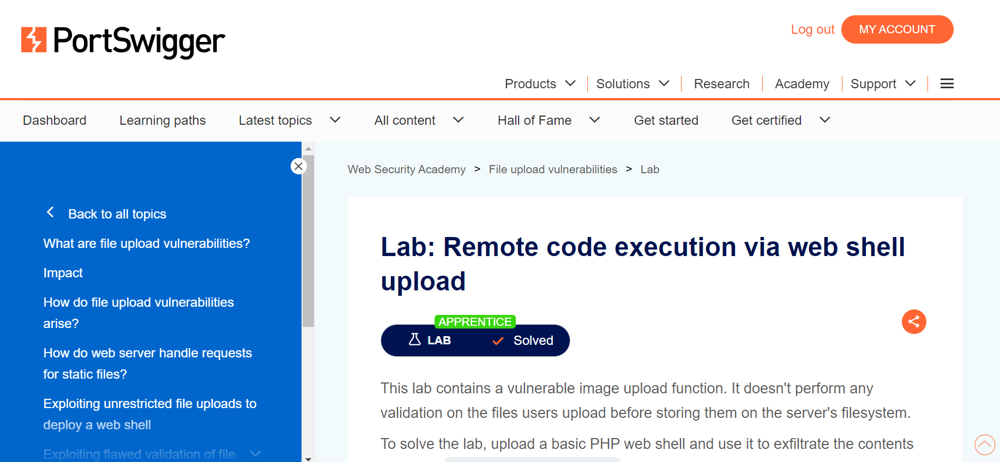 PortSwigger
Log out
MY ACCOUNT
Products
Solutions
Research
Academy
Support
Dashboard
Learning paths
Latest topics
All content
Hall of Fame
Get started
Get certified
Back to all topics
What are file upload vulnerabilities?
Impact
How do file upload vulnerabilities
arise?
How do web server handle requests
for static files?
Exploiting unrestricted file uploads to
deploy a web shell
Exploiting flawed validation of file
Web Security Academy > File upload vulnerabilities > Lab
Lab: Remote code execution via web shell
upload
APPRENTICE
LAB
Solved
This lab contains a vulnerable image upload function. It doesn't perform any
validation on the files users upload before storing them on the server's filesystem.
To solve the lab, upload a basic PHP web shell and use it to exfiltrate the contents